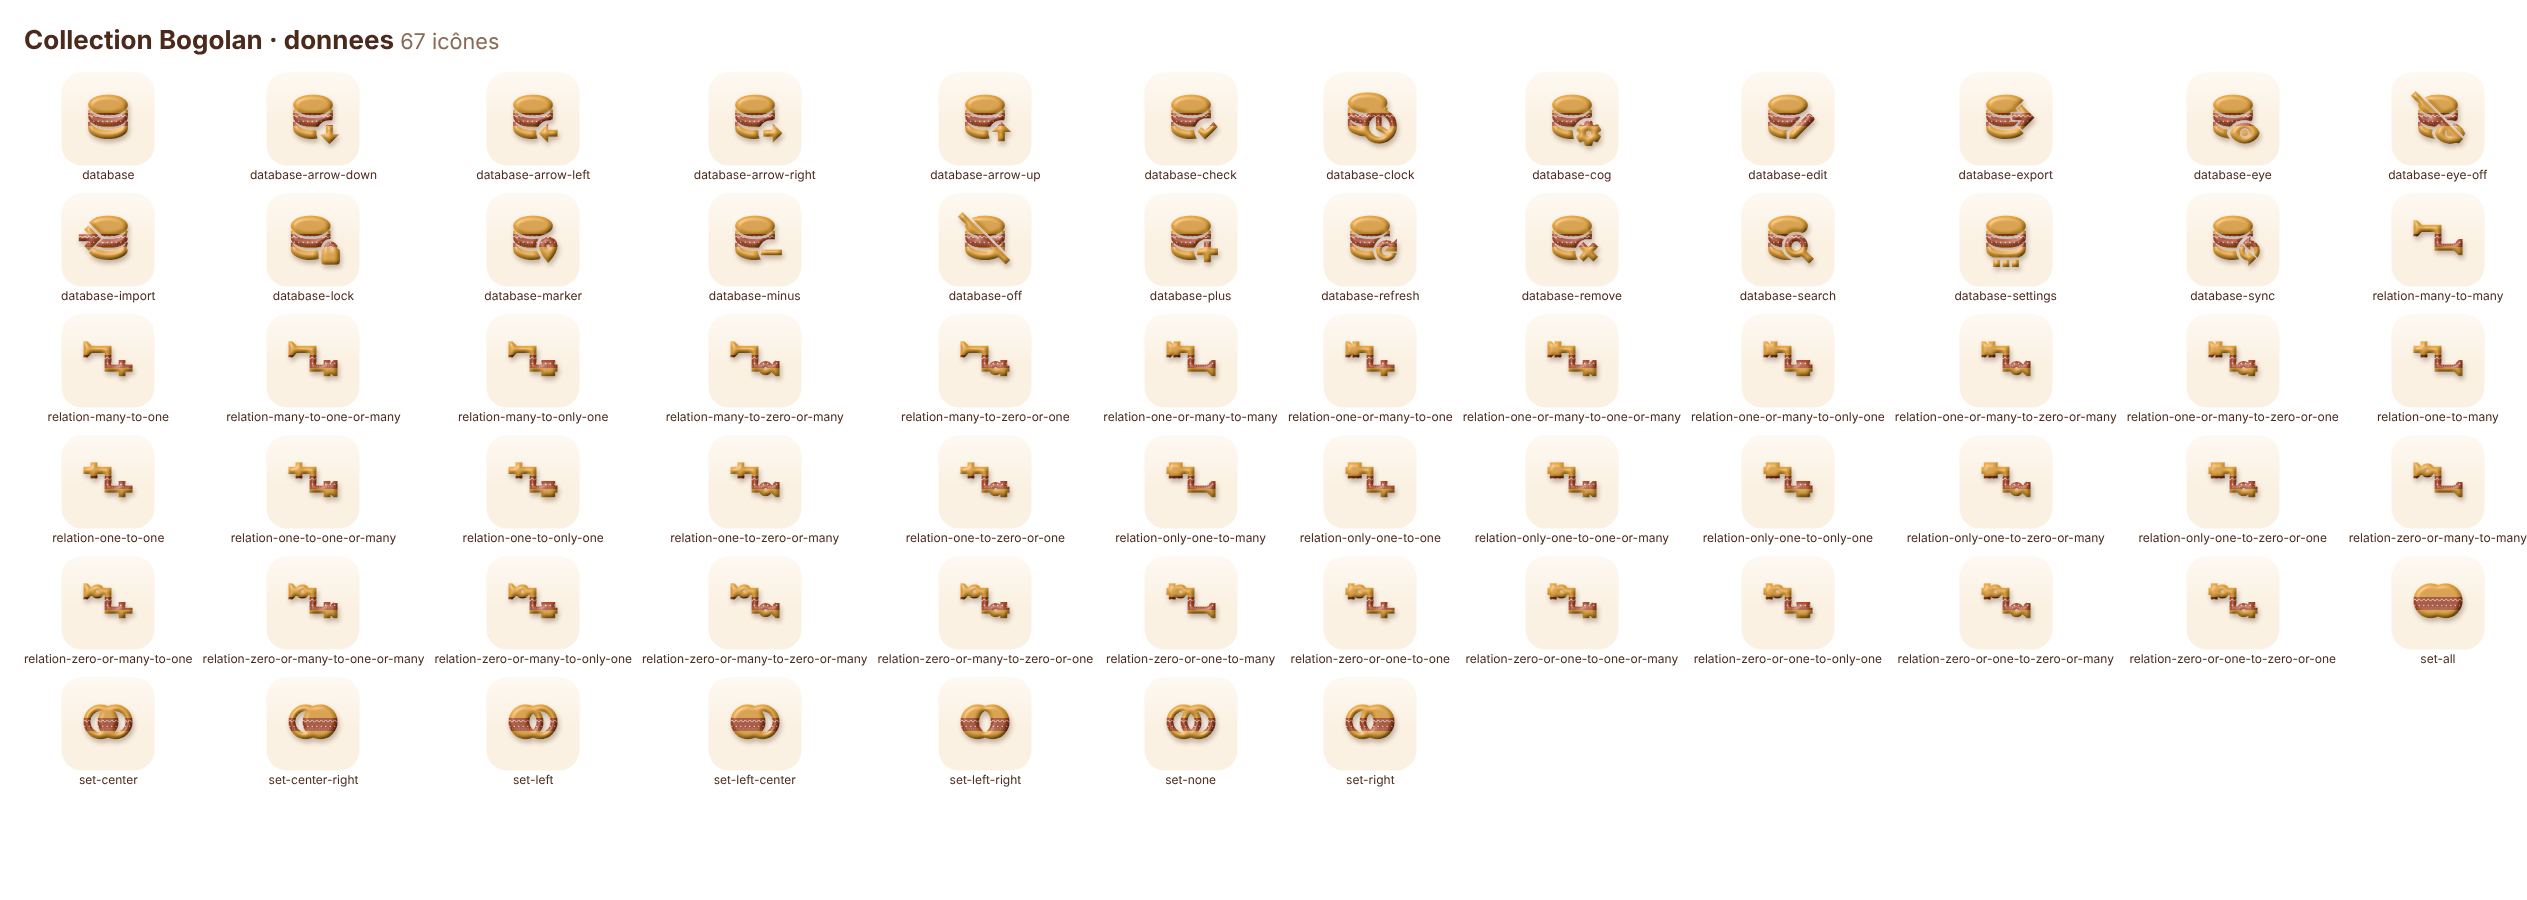 Collection Bogolan · donnees 67 icônes
database database-arrow-down database-arrow-left database-arrow-right database-arrow-up database-check database-clock database-cog database-edit database-export database-eye database-eye-off
database-import database-lock database-marker database-minus database-off database-plus database-refresh database-remove database-search database-settings database-sync relation-many-to-many
relation-many-to-one relation-many-to-one-or-many relation-many-to-only-one relation-many-to-zero-or-many relation-many-to-zero-or-one relation-one-or-many-to-many relation-one-or-many-to-one relation-one-or-many-to-one-or-many relation-one-or-many-to-only-one relation-one-or-many-to-zero-or-many relation-one-or-many-to-zero-or-one relation-one-to-many
relation-one-to-one relation-one-to-one-or-many relation-one-to-only-one relation-one-to-zero-or-many relation-one-to-zero-or-one relation-only-one-to-many relation-only-one-to-one relation-only-one-to-one-or-many relation-only-one-to-only-one relation-only-one-to-zero-or-many relation-only-one-to-zero-or-one relation-zero-or-many-to-many
relation-zero-or-many-to-one relation-zero-or-many-to-one-or-many relation-zero-or-many-to-only-one relation-zero-or-many-to-zero-or-many relation-zero-or-many-to-zero-or-one relation-zero-or-one-to-many relation-zero-or-one-to-one relation-zero-or-one-to-one-or-many relation-zero-or-one-to-only-one relation-zero-or-one-to-zero-or-many relation-zero-or-one-to-zero-or-one set-all
set-center set-center-right set-left set-left-center set-left-right set-none set-right